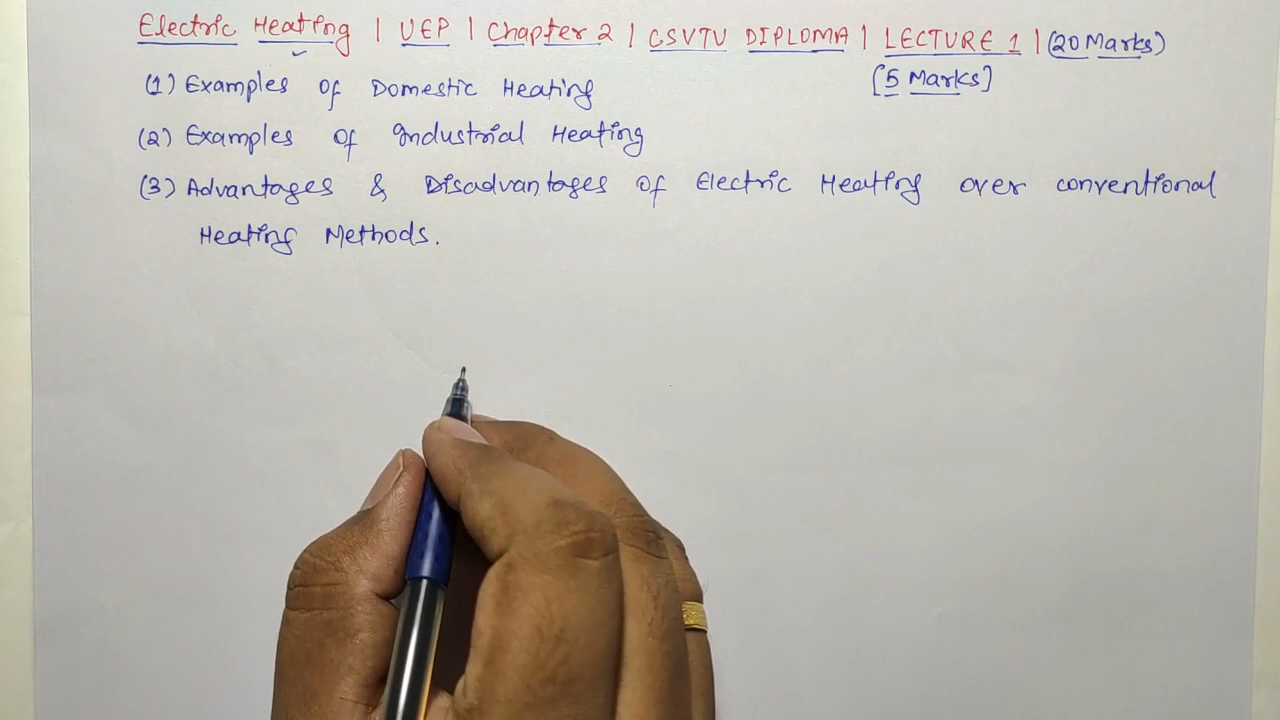 Electric Heating | UEP | Chapter 2 | CSVTU DIPLOMA | LECTURE 1 | (20 Marks)
[5 Marks]
(1) Examples of Domestic Heating
(2) Examples of Industrial Heating
(3) Advantages & Disadvantages of Electric Heating over conventional
Heating Methods.